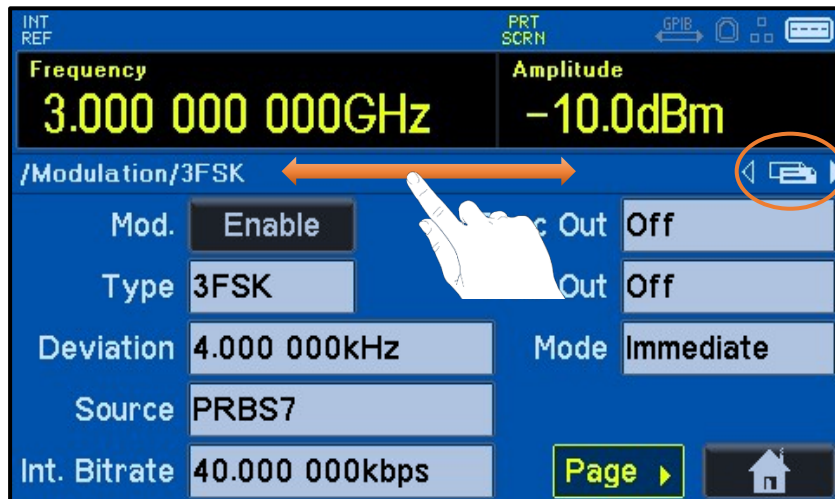 INT
REF
PRT
SCRN
GPIB
Frequency
3.000 000 000GHz
Amplitude
-10.0dBm
/Modulation/3FSK
Mod. Enable
c Out Off
Type 3FSK
Out Off
Deviation 4.000 000kHz
Mode Immediate
Source PRBS7
Int. Bitrate 40.000 000kbps
Page